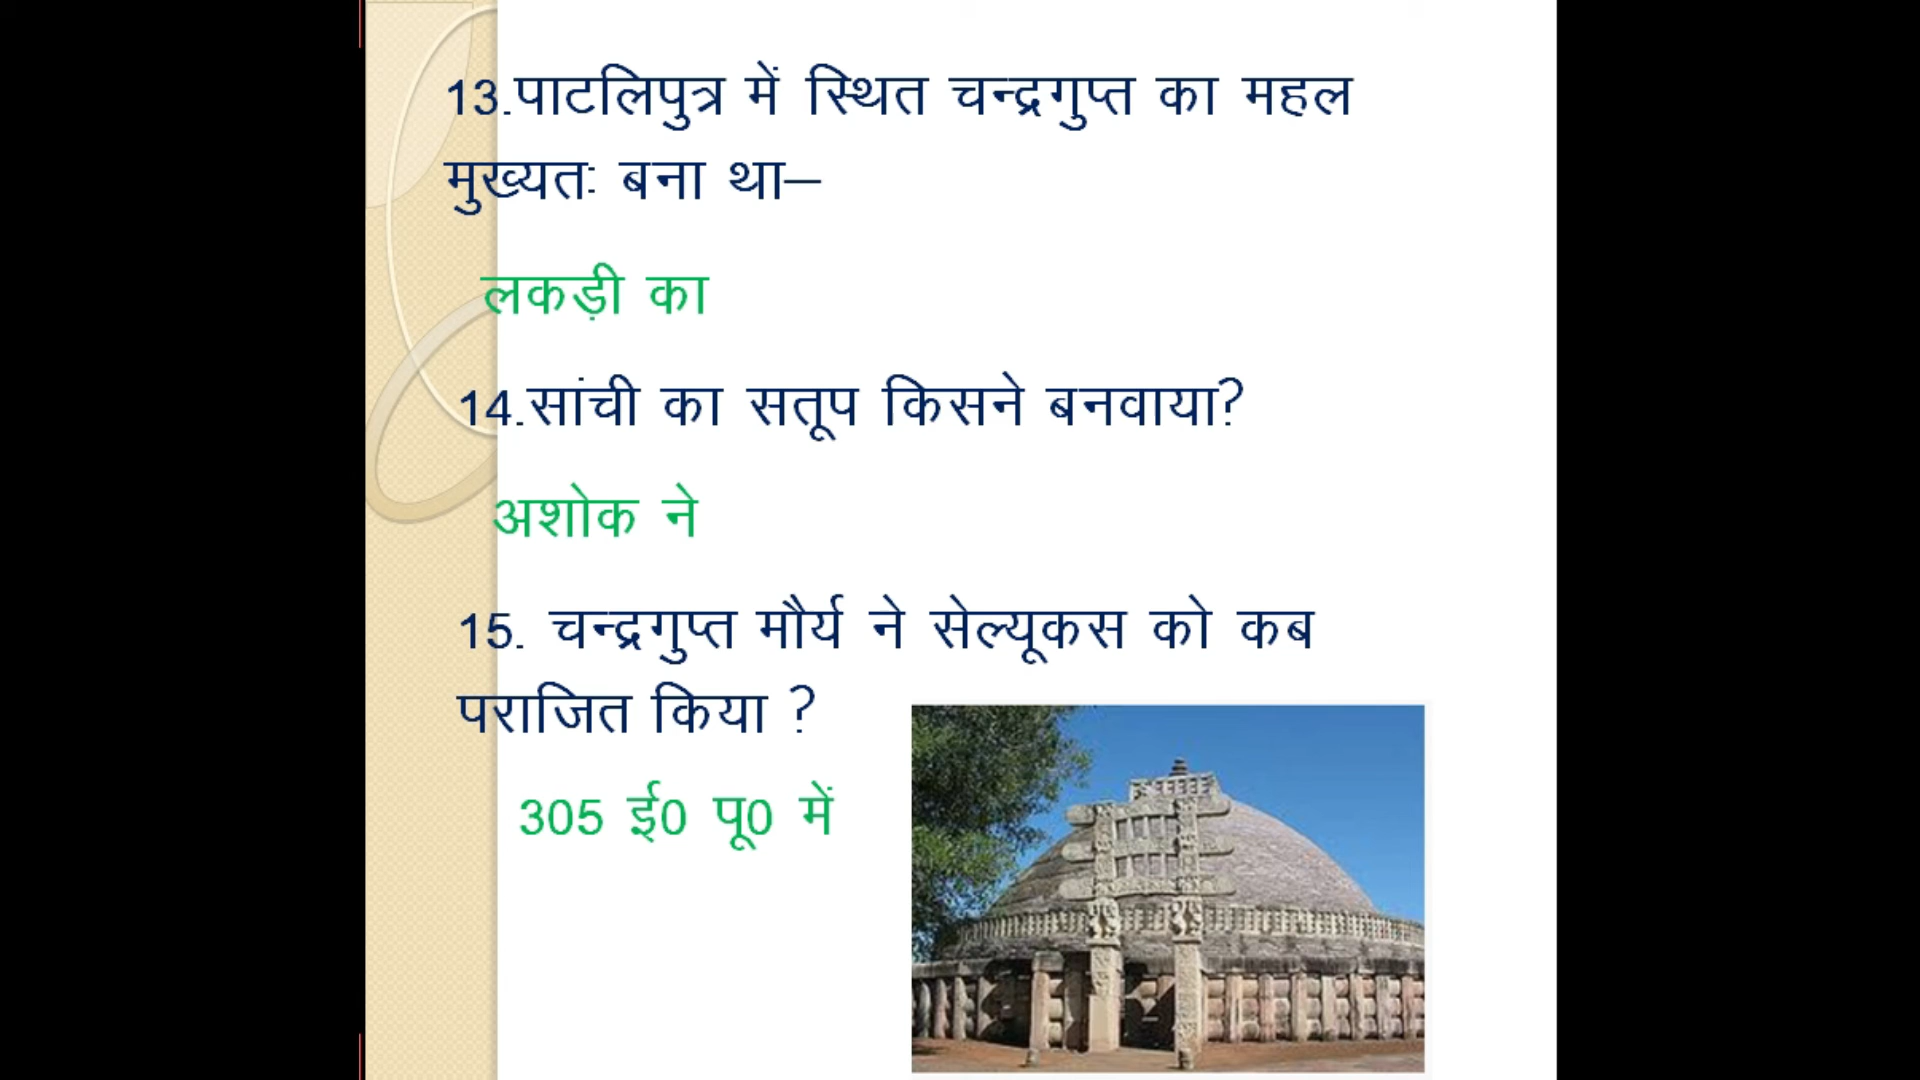 13.पाटलिपुत्र में स्थित चन्द्रगुप्त का महल
मुख्यतः बना था–
लकड़ी का
14.सांची का सतूप किसने बनवाया?
अशोक ने
15. चन्द्रगुप्त मौर्य ने सेल्यूकस को कब
पराजित किया ?
305 ई0 पू0 में